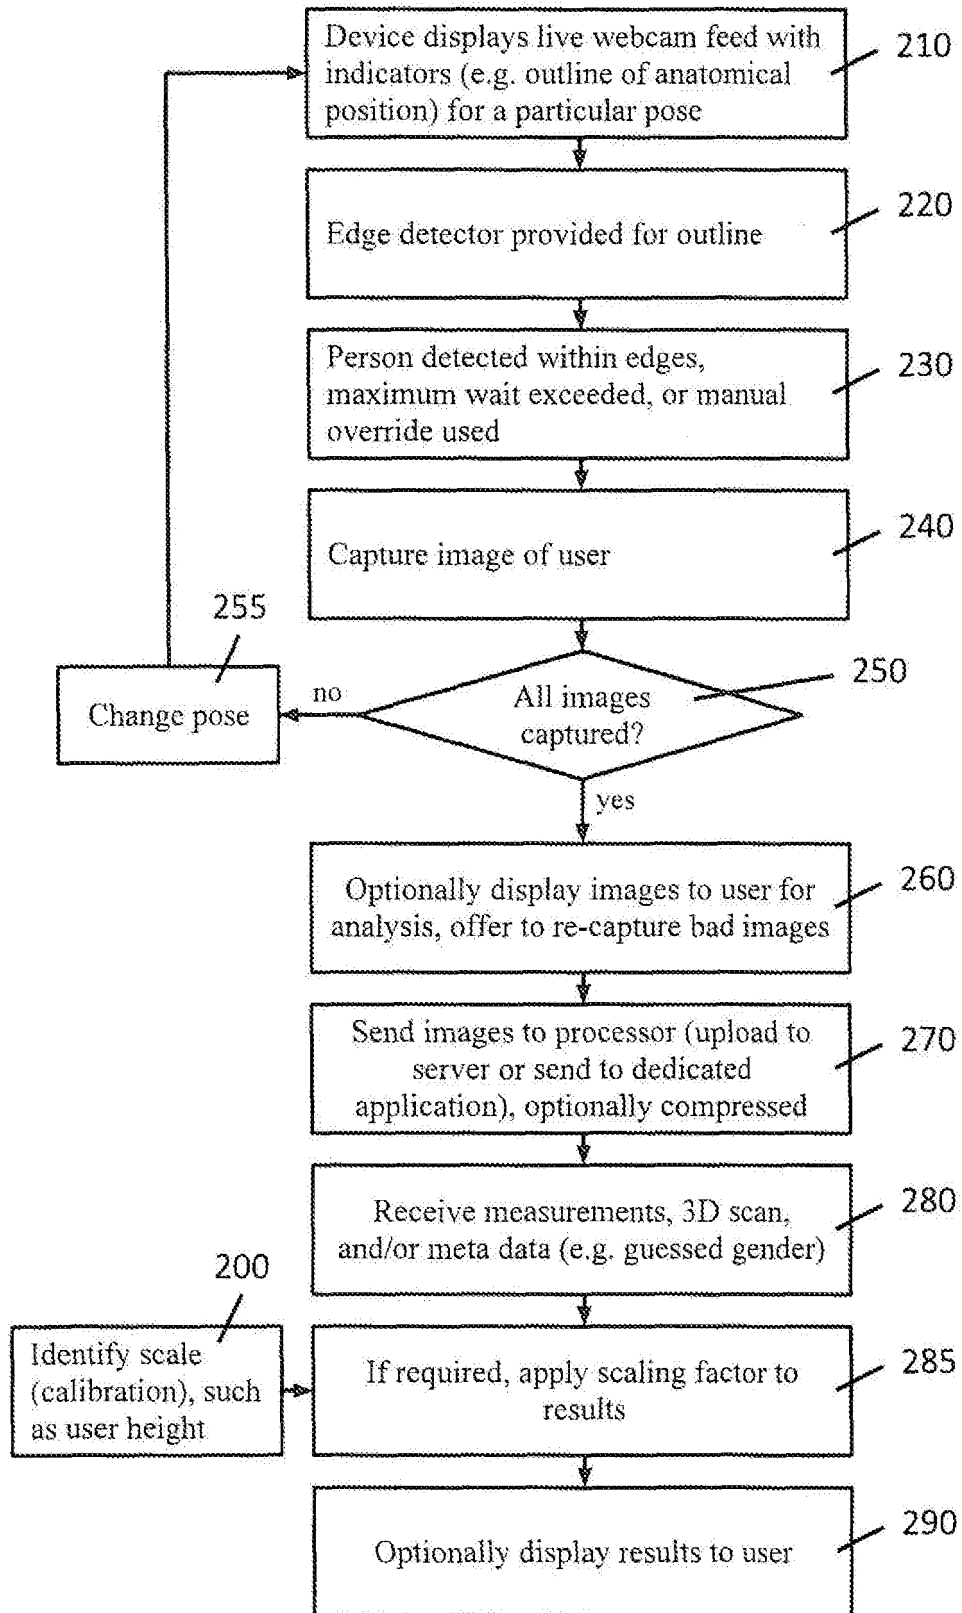 Device displays live webcam feed with
indicators (e.g. outline of anatomical
position) for a particular pose
210
Edge detector provided for outline
220
Person detected within edges,
maximum wait exceeded, or manual
override used
230
Capture image of user
240
255
Change pose
no
All images
captured?
250
yes
Optionally display images to user for
analysis, offer to re-capture bad images
260
Send images to processor (upload to
server or send to dedicated
application), optionally compressed
270
Receive measurements, 3D scan,
and/or meta data (e.g. guessed gender)
280
200
Identify scale
(calibration), such
as user height
If required, apply scaling factor to
results
285
Optionally display results to user
290